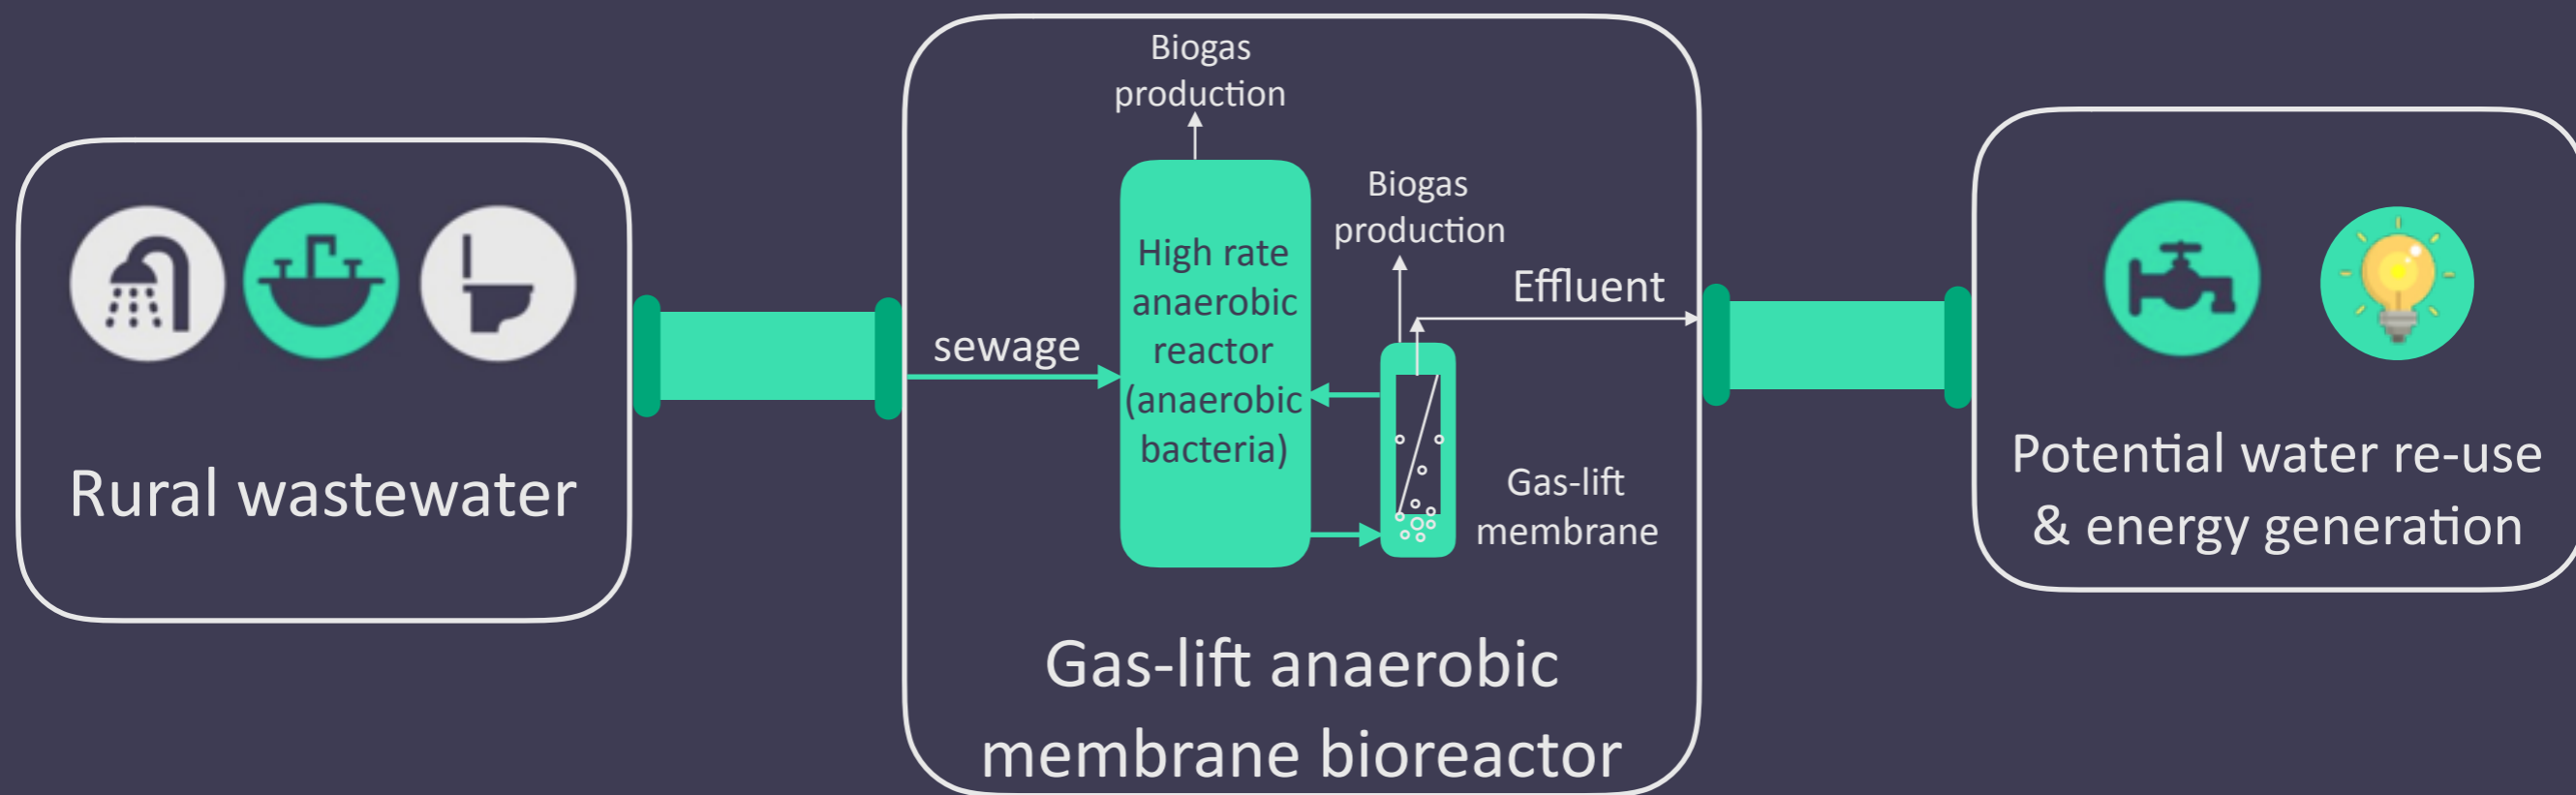 Rural wastewater
Biogas
production
sewage
High rate
anaerobic
reactor
(anaerobic
bacteria)
Biogas
production
Effluent
Gas-lift
membrane
Gas-lift anaerobic
membrane bioreactor
Potential water re-use
& energy generation